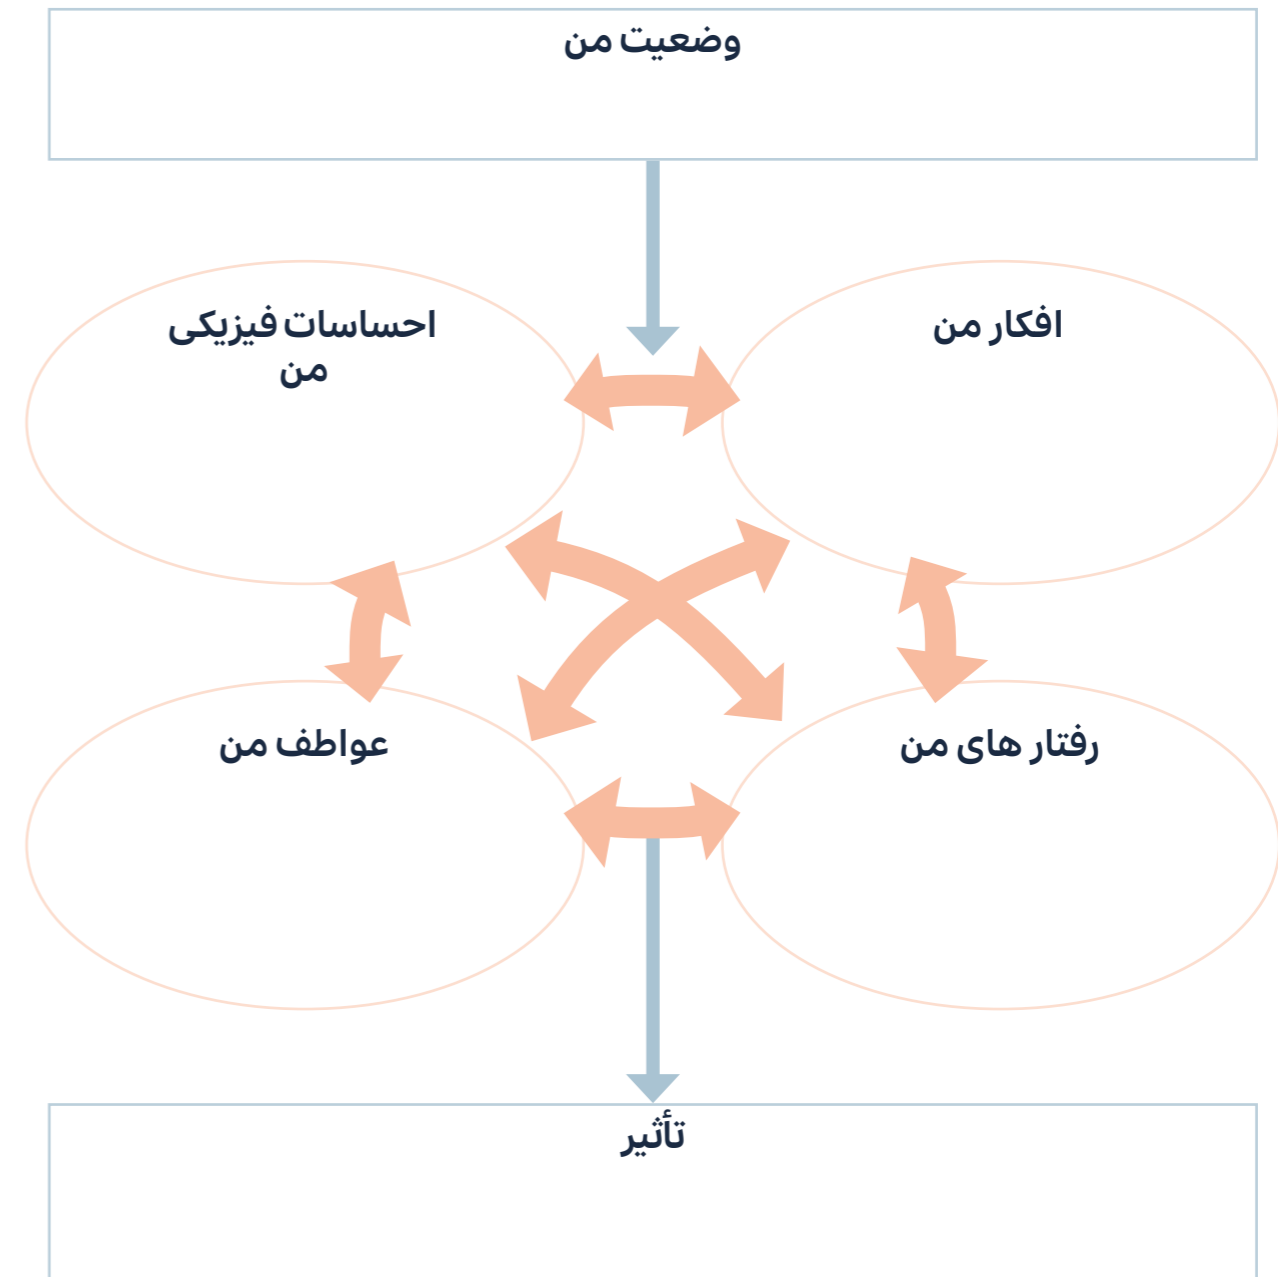 وضعیت من
افکار من
احساسات فیزیکی
من
رفتار های من
عواطف من
تأثیر